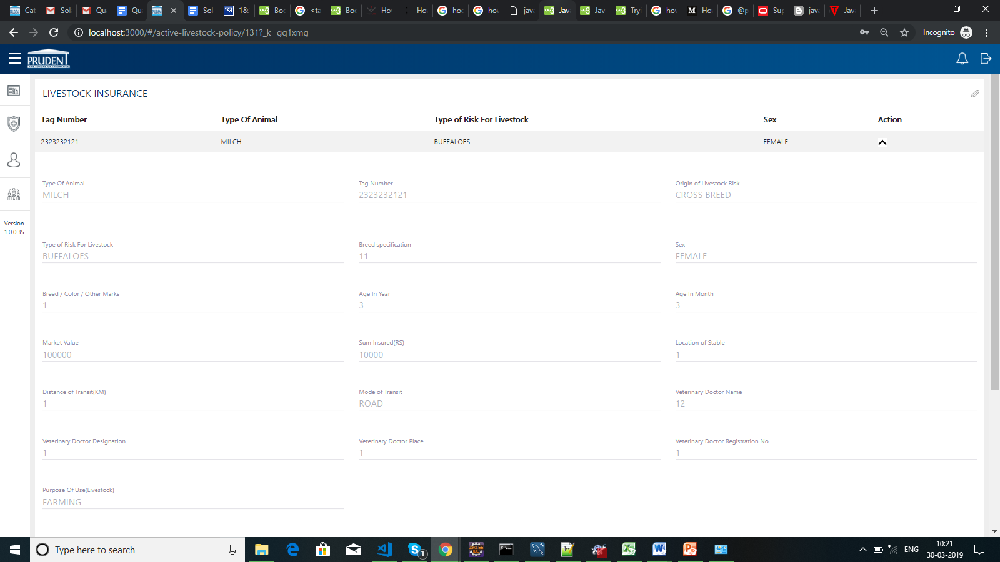 Cat Sol Qu Qu Sol 1& Boo <ta Boo Ho Ho hoe hov java Jav Jav Try hov Ho @p Sup java Jav
localhost:3000/#/active-livestock-policy/131?_k=gq1xmg Incognito
PRUDENT
LIVESTOCK INSURANCE
Tag Number Type Of Animal Type of Risk For Livestock Sex Action
2323232121 MILCH BUFFALOES FEMALE
Type Of Animal Tag Number Origin of Livestock Risk
MILCH 2323232121 CROSS BREED
Version
1.0.0.35
Type of Risk For Livestock Breed specification Sex
BUFFALOES 11 FEMALE
Breed / Color / Other Marks Age In Year Age In Month
1 3 3
Market Value Sum Insured(RS) Location of Stable
100000 10000 1
Distance of Transit(KM) Mode of Transit Veterinary Doctor Name
1 ROAD 12
Veterinary Doctor Designation Veterinary Doctor Place Veterinary Doctor Registration No
1 1 1
Purpose Of Use(Livestock)
FARMING
Type here to search 1 ENG 10:21
30-03-2019